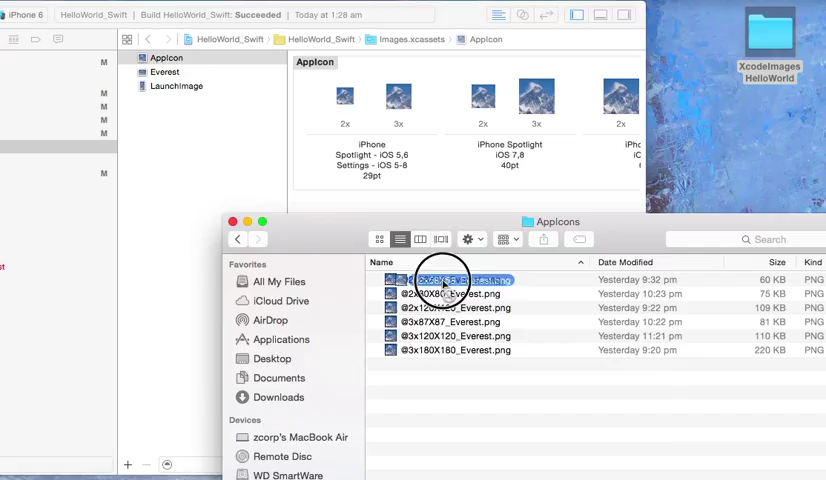 iPhone 6
HelloWorld_Swift
Build HelloWorld_Swift: Succeeded
Today at 1:28 am
HelloWorld_Swift
HelloWorld_Swift
Images.xcassets
AppIcon
XcodeImages
HelloWorld
AppIcon
Everest
LaunchImage
AppIcon
2x
3x
2x
3x
2x
iPhone
Spotlight - iOS 5,6
Settings - iOS 5-8
29pt
iPhone Spotlight
iOS 7,8
40pt
M
M
M
M
M
AppIcons
Search
Name
Date Modified
Size
Kind
Favorites
All My Files
iCloud Drive
AirDrop
Applications
Desktop
Documents
Downloads
Devices
zcorp's MacBook Air
Remote Disc
WD SmartWare
Yesterday 9:32 pm
60 KB
PNG
@2x80X80_Everest.png
Yesterday 10:23 pm
75 KB
PNG
@2x120X120_Everest.png
Yesterday 9:22 pm
109 KB
PNG
@3x87X87_Everest.png
Yesterday 10:22 pm
81 KB
PNG
@3x120X120_Everest.png
Yesterday 11:21 pm
110 KB
PNG
@3x180X180_Everest.png
Yesterday 9:20 pm
220 KB
PNG